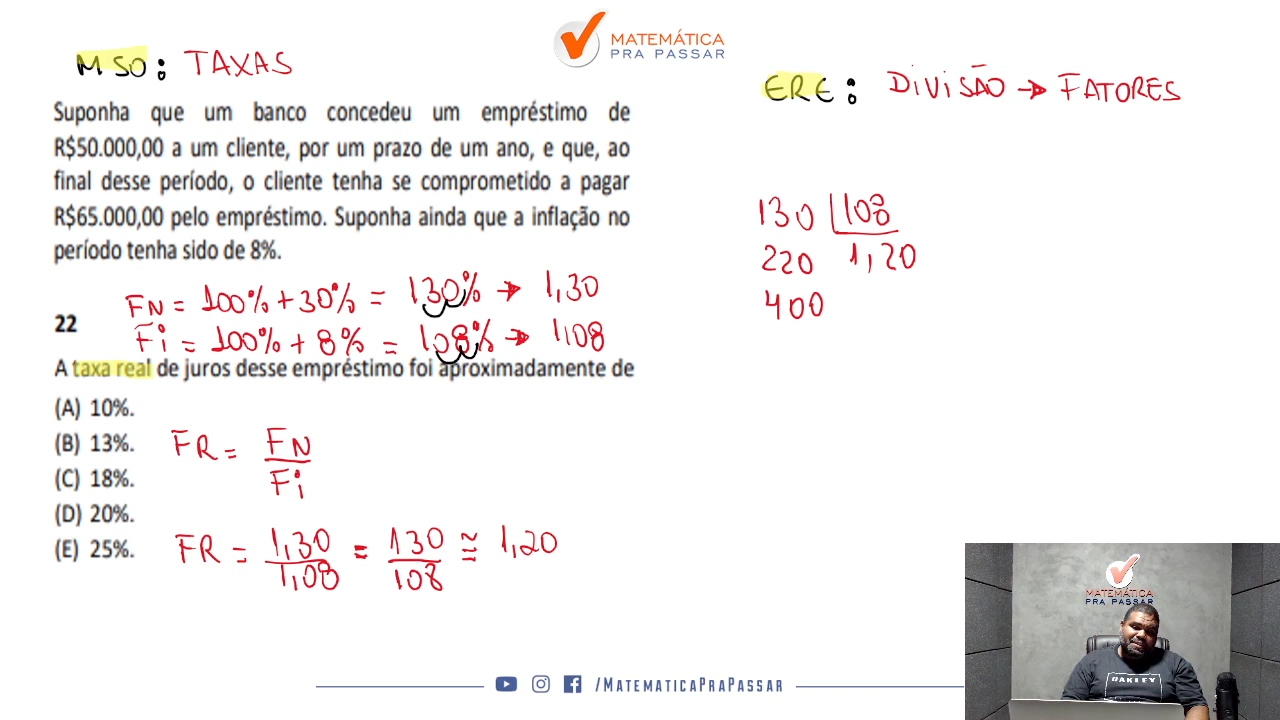 MATEMÁTICA
PRA PASSAR
MSO: TAXAS
ERE: DIVISÃO → FATORES
Suponha que um banco concedeu um empréstimo de
R$50.000,00 a um cliente, por um prazo de um ano, e que, ao
final desse período, o cliente tenha se comprometido a pagar
R$65.000,00 pelo empréstimo. Suponha ainda que a inflação no
período tenha sido de 8%.
FN = 100% + 30% = 130% → 1,30
22
Fi = 100% + 8% = 108% → 1,08
A taxa real de juros desse empréstimo foi aproximadamente de
(A) 10%.
(B) 13%.
(C) 18%.
(D) 20%.
(E) 25%.
FR = FN
Fi
FR = 1,30 = 130 ≅ 1,20
1,08 108
130 108
220 1,20
400
MATEMÁTICA
PRA PASSAR
OAKLEY
/MATEMATICAPRAPASSAR